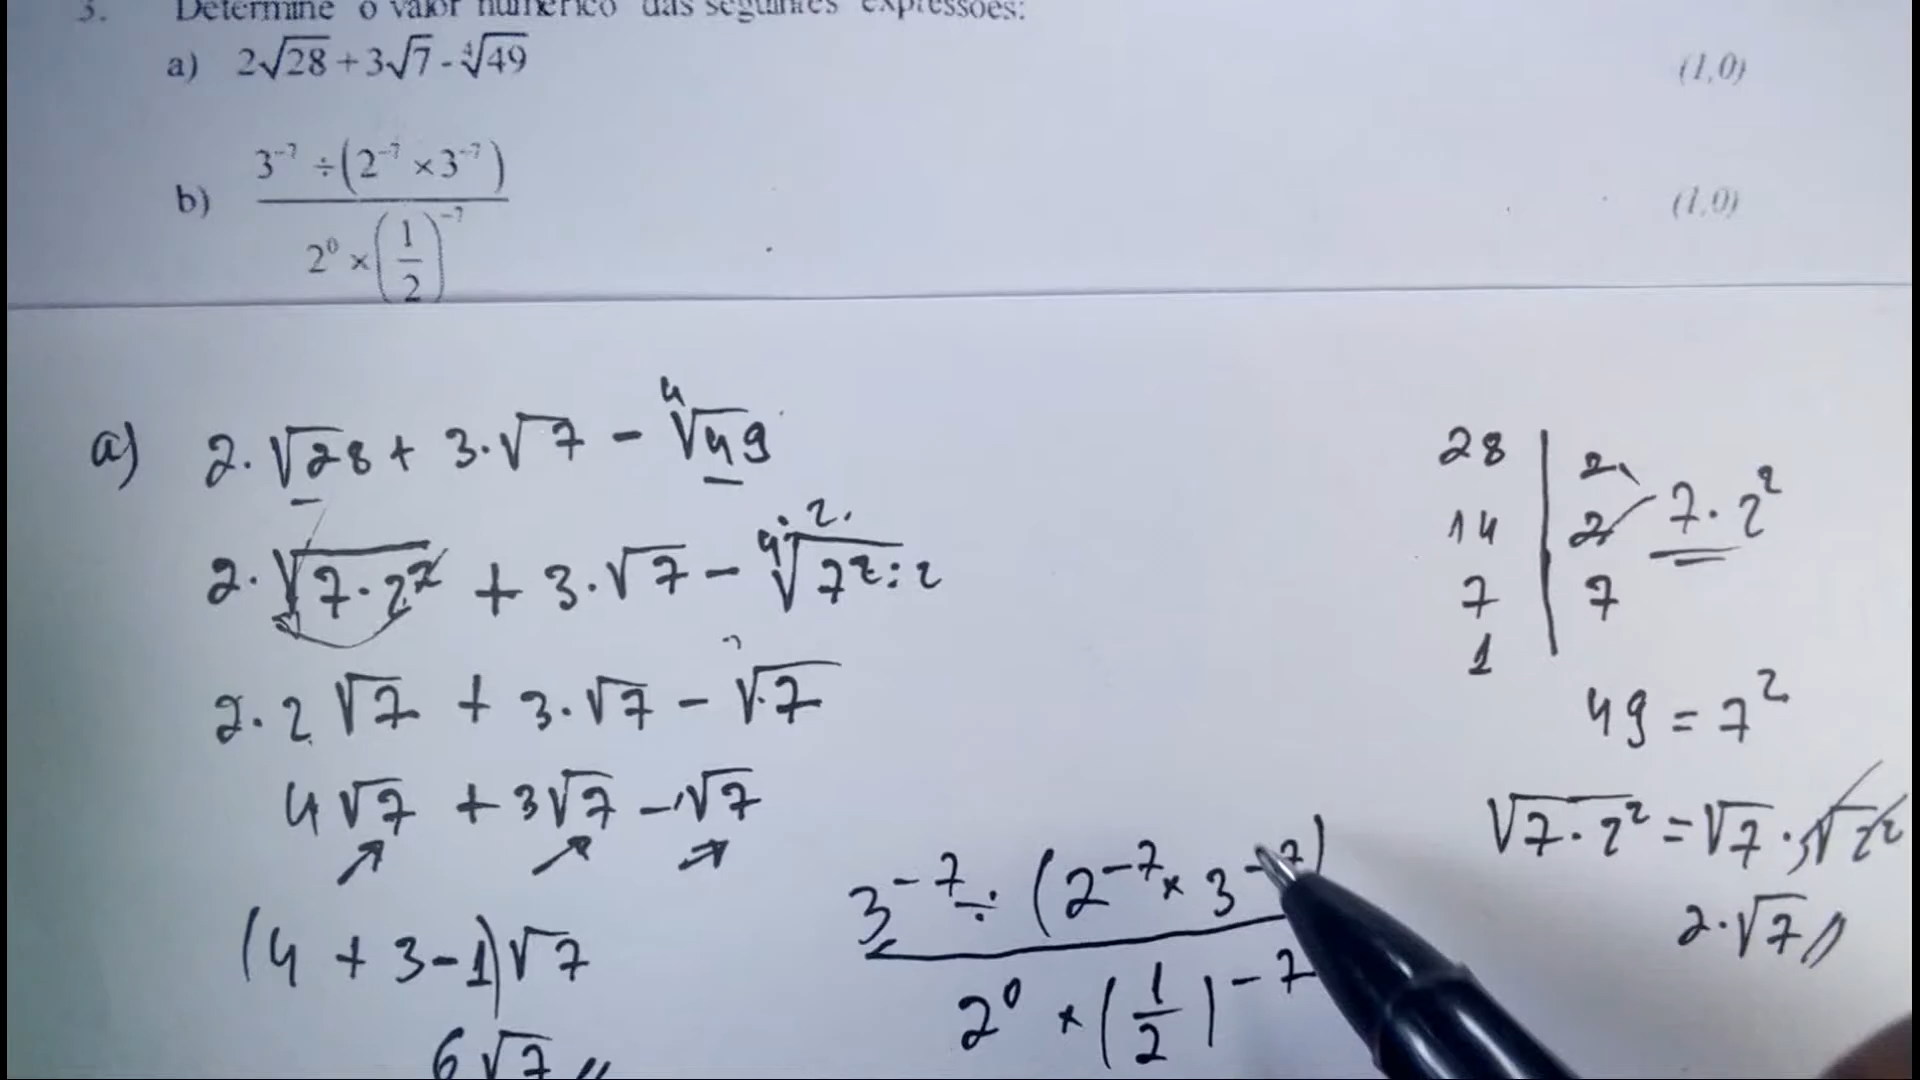 3. Determine o valor numérico das seguintes expressões:
a) 2√28 + 3√7 - ∜49 (1,0)
b) 3⁻⁷ ÷ (2⁻⁷ × 3⁻⁷) (1,0)
2⁰ × (1/2)⁻⁷
a) 2·√28 + 3·√7 - ∜49
2·√7·2² + 3·√7 - ⁴:²√7²:²
2·2√7 + 3·√7 - √7
4√7 + 3√7 - 1√7
(4 + 3 - 1)√7
6√7 //
3⁻⁷ ÷ (2⁻⁷ × 3⁻⁷)
2⁰ × (1/2)⁻⁷
28 | 2
14 | 2
7 | 7
1
7·2²
49 = 7²
√7·2² = √7·√2²
2·√7 //